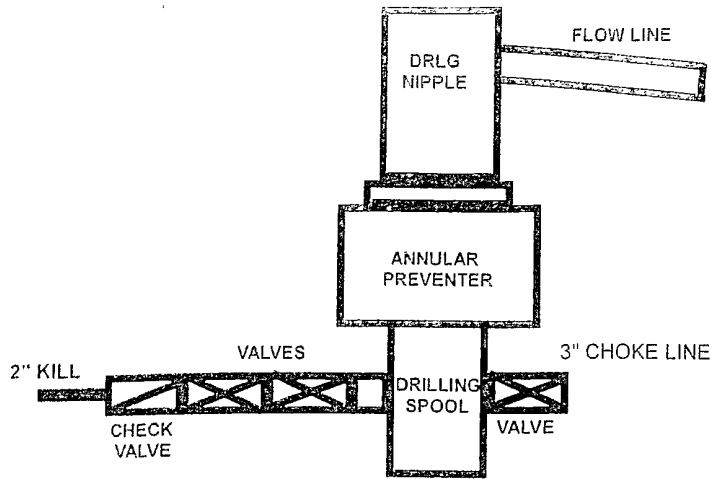 FLOW LINE
DRLG
NIPPLE
ANNULAR
PREVENTER
VALVES
3" CHOKE LINE
2" KILL
DRILLING
SPOOL
CHECK
VALVE
VALVE